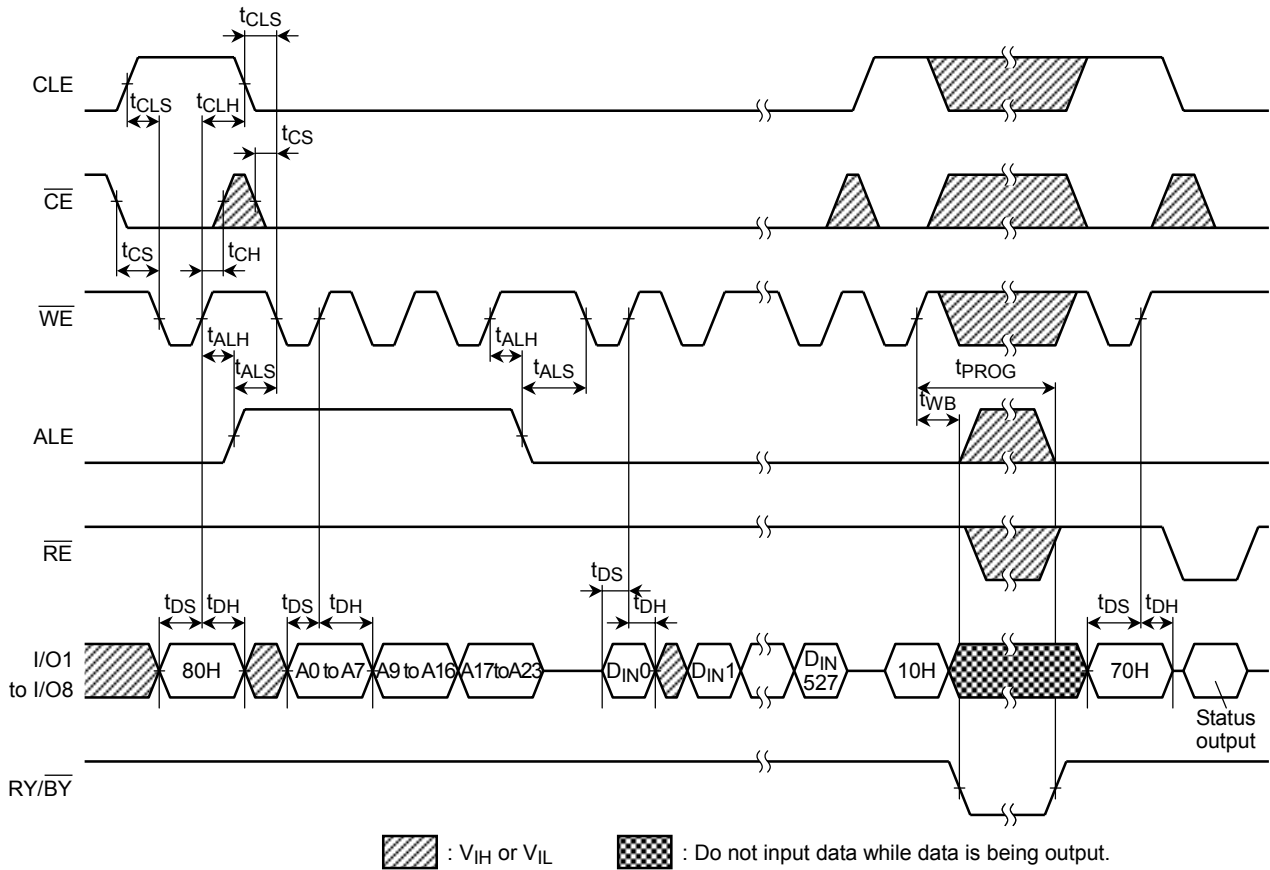 tCLS
CLE
tCLS
tCLH
tCS
CE
tCS
tCH
WE
tALH
tALS
tALH
tALS
tPROG
tWB
ALE
RE
tDS
tDH
tDS
tDH
tDS
tDH
tDS
tDH
I/O1
to I/O8
80H
A0 to A7
A9 to A16
A17 to A23
DIN0
DIN1
DIN
527
10H
70H
Status
output
RY/BY
: VIH or VIL
: Do not input data while data is being output.